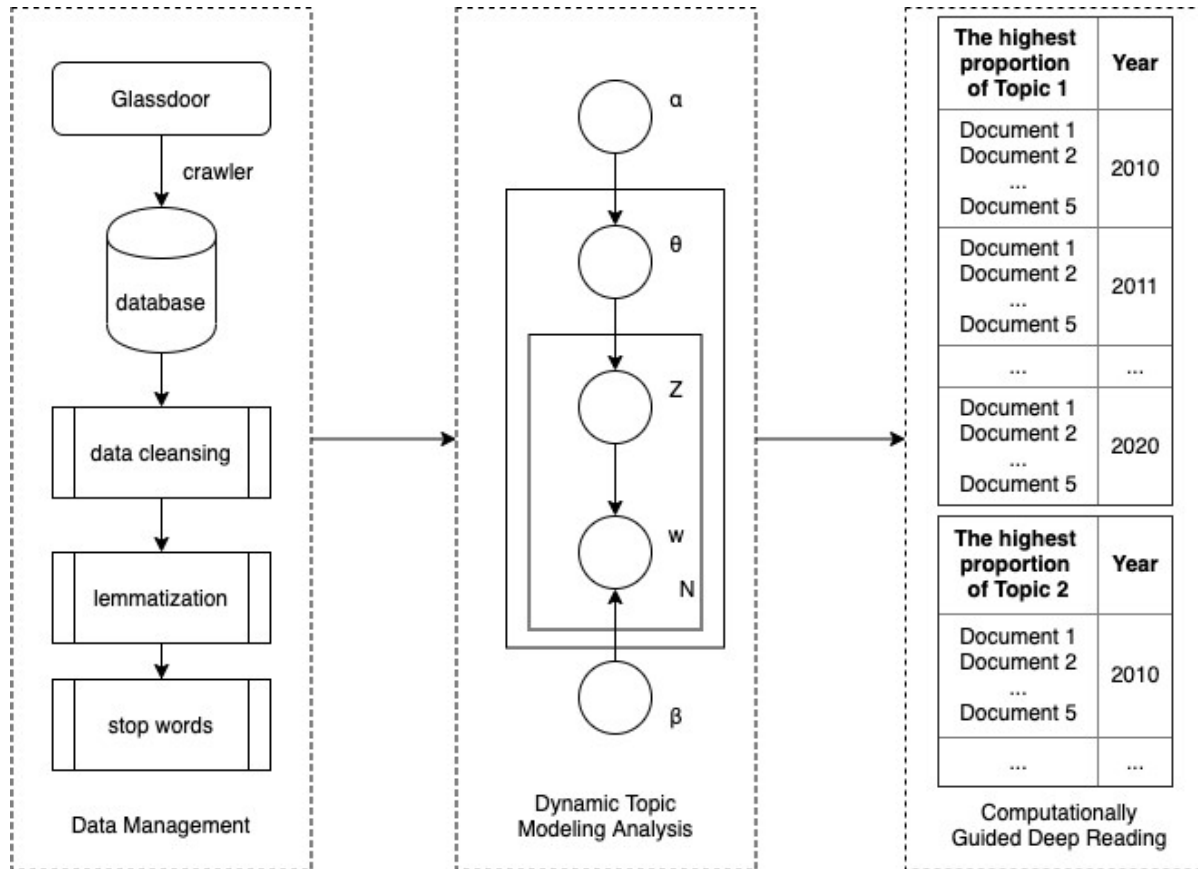 Glassdoor
crawler
database
data cleansing
lemmatization
stop words
Data Management
α
θ
Z
w
N
β
Dynamic Topic
Modeling Analysis
The highest
proportion
of Topic 1
Year
Document 1
Document 2
...
Document 5
2010
Document 1
Document 2
...
Document 5
2011
...
...
Document 1
Document 2
...
Document 5
2020
The highest
proportion
of Topic 2
Year
Document 1
Document 2
...
Document 5
2010
...
...
Computationally
Guided Deep Reading